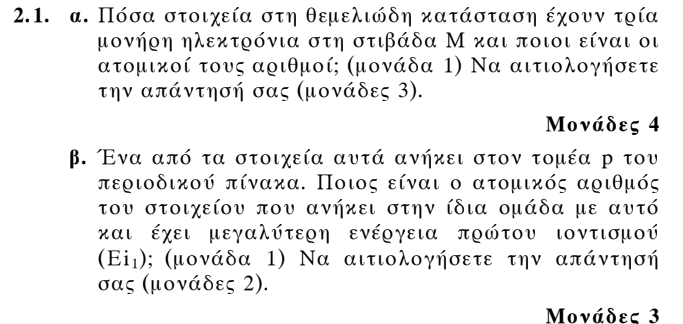 2.1. α. Πόσα στοιχεία στη θεμελιώδη κατάσταση έχουν τρία
μονήρη ηλεκτρόνια στη στιβάδα Μ και ποιοι είναι οι
ατομικοί τους αριθμοί; (μονάδα 1) Να αιτιολογήσετε
την απάντησή σας (μονάδες 3).
Μονάδες 4
β. Ένα από τα στοιχεία αυτά ανήκει στον τομέα p του
περιοδικού πίνακα. Ποιος είναι ο ατομικός αριθμός
του στοιχείου που ανήκει στην ίδια ομάδα με αυτό
και έχει μεγαλύτερη ενέργεια πρώτου ιοντισμού
(Ei₁); (μονάδα 1) Να αιτιολογήσετε την απάντησή
σας (μονάδες 2).
Μονάδες 3